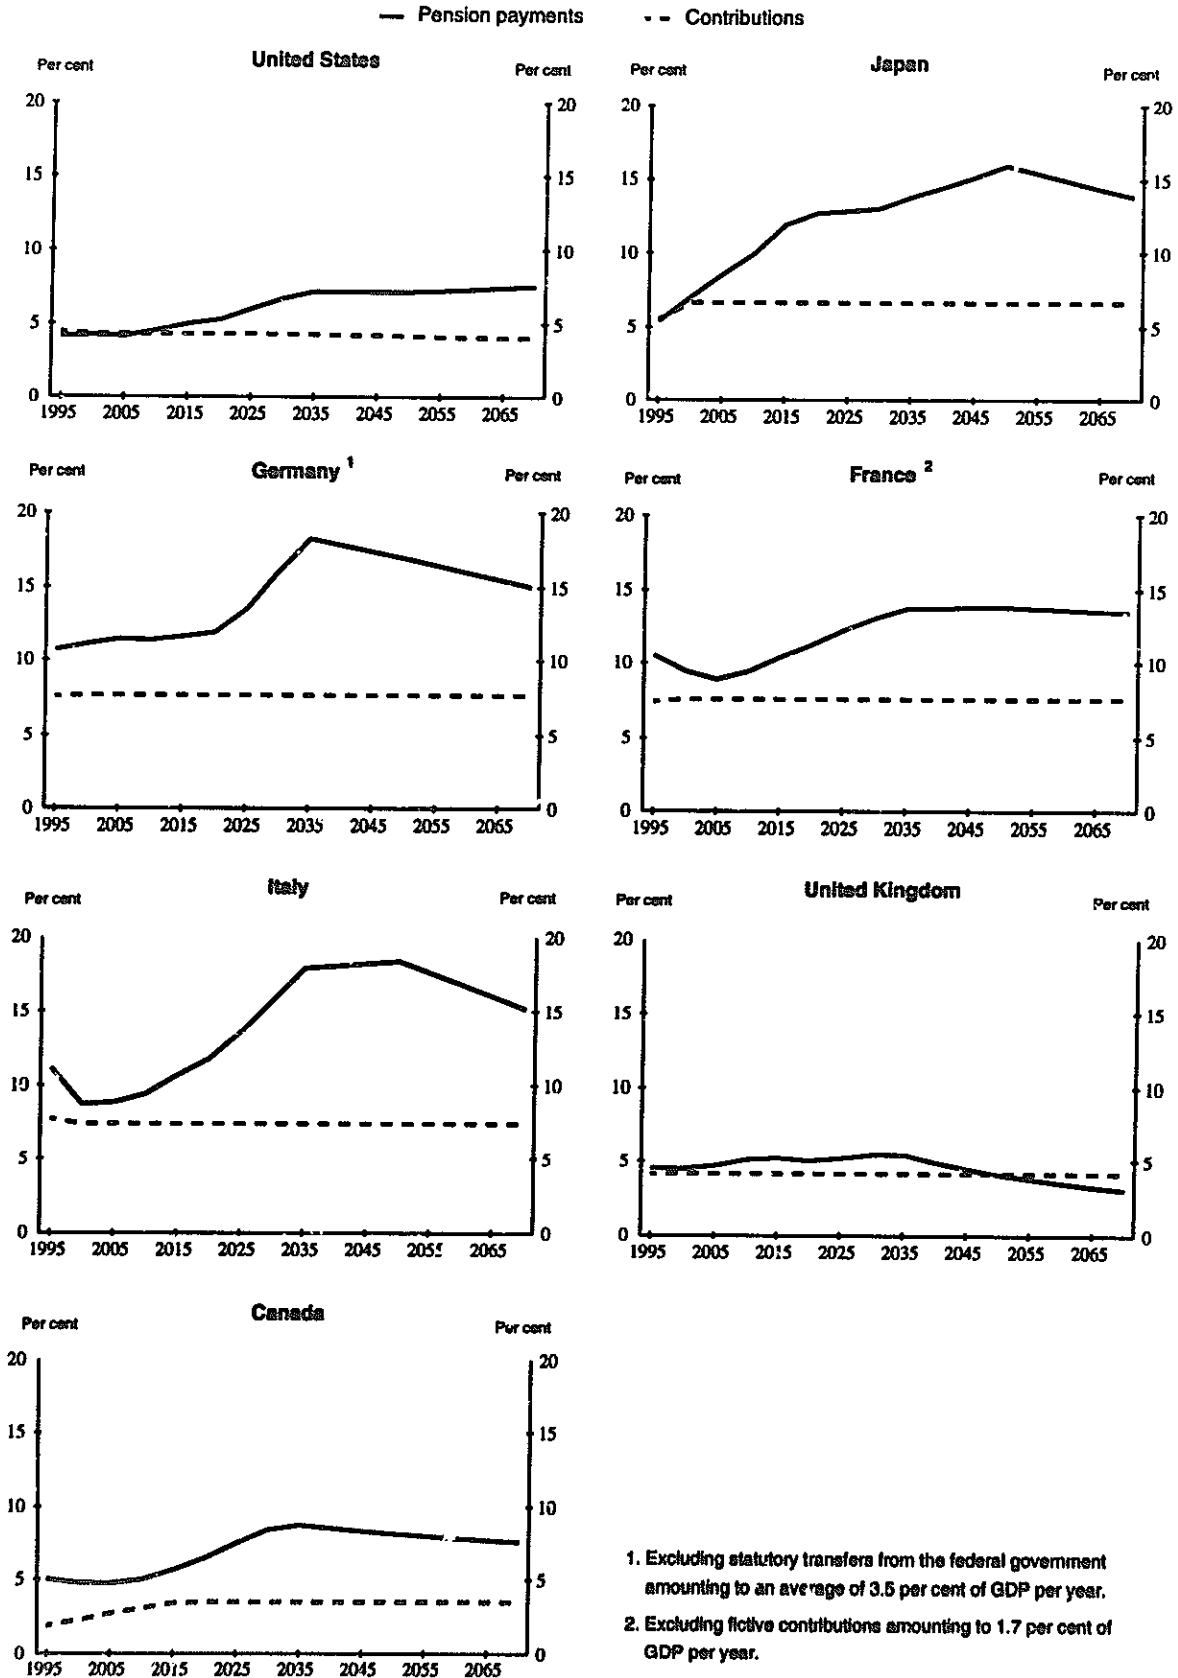 Pension payments Contributions
United States
Per cent Per cent
20 20
15 15
10 10
5 5
0 0
1995 2005 2015 2025 2035 2045 2055 2065
Japan
Per cent Per cent
20 20
15 15
10 10
5 5
0 0
1995 2005 2015 2025 2035 2045 2055 2065
Germany 1
Per cent Per cent
20 20
15 15
10 10
5 5
0 0
1995 2005 2015 2025 2035 2045 2055 2065
France 2
Per cent Per cent
20 20
15 15
10 10
5 5
0 0
1995 2005 2015 2025 2035 2045 2055 2065
Italy
Per cent Per cent
20 20
15 15
10 10
5 5
0 0
1995 2005 2015 2025 2035 2045 2055 2065
United Kingdom
Per cent Per cent
20 20
15 15
10 10
5 5
0 0
1995 2005 2015 2025 2035 2045 2055 2065
Canada
Per cent Per cent
20 20
15 15
10 10
5 5
0 0
1995 2005 2015 2025 2035 2045 2055 2065
1. Excluding statutory transfers from the federal government
amounting to an average of 3.5 per cent of GDP per year.
2. Excluding fictive contributions amounting to 1.7 per cent of
GDP per year.